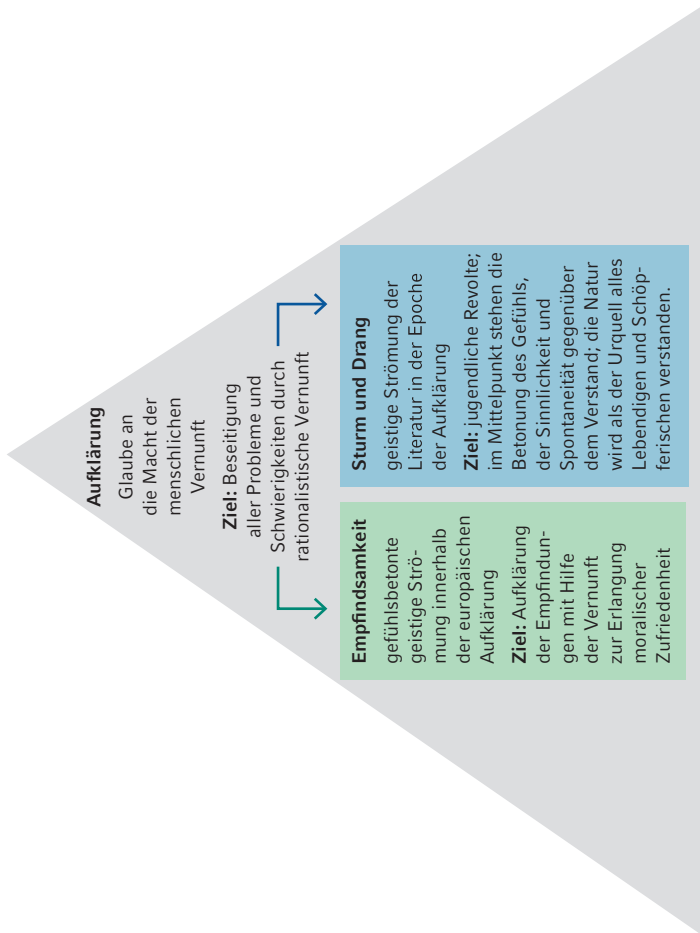 Aufklärung
Glaube an
die Macht der
menschlichen
Vernunft
Ziel: Beseitigung
aller Probleme und
Schwierigkeiten durch
rationalistische Vernunft
Empfindsamkeit
gefühlsbetonte
geistige Strö-
mung innerhalb
der europäischen
Aufklärung
Ziel: Aufklärung
der Empfindun-
gen mit Hilfe
der Vernunft
zur Erlangung
moralischer
Zufriedenheit
Sturm und Drang
geistige Strömung der
Literatur in der Epoche
der Aufklärung
Ziel: jugendliche Revolte;
im Mittelpunkt stehen die
Betonung des Gefühls,
der Sinnlichkeit und
Spontaneität gegenüber
dem Verstand; die Natur
wird als der Urquell alles
Lebendigen und Schöp-
ferischen verstanden.